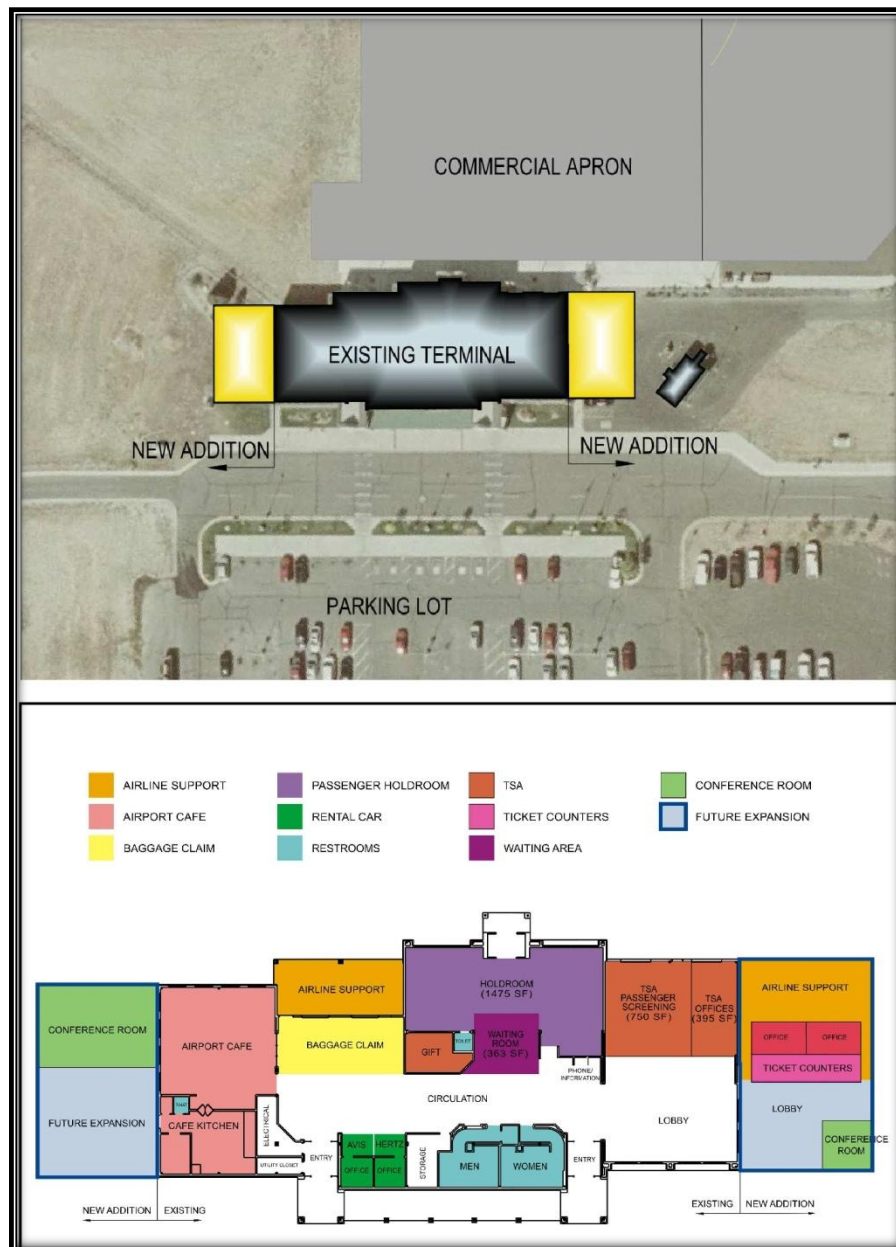 COMMERCIAL APRON
EXISTING TERMINAL
NEW ADDITION
NEW ADDITION
PARKING LOT
AIRLINE SUPPORT
PASSENGER HOLDROOM
TSA
CONFERENCE ROOM
AIRPORT CAFE
RENTAL CAR
TICKET COUNTERS
FUTURE EXPANSION
BAGGAGE CLAIM
RESTROOMS
WAITING AREA
CONFERENCE ROOM
FUTURE EXPANSION
AIRPORT CAFE
TOILET
CAFE KITCHEN
ELECTRICAL
UTILITY CLOSET
AIRLINE SUPPORT
BAGGAGE CLAIM
HOLDROOM
(1475 SF)
GIFT
TOILET
WAITING
ROOM
(363 SF)
PHONE/
INFORMATION
CIRCULATION
ENTRY
AVIS
HERTZ
OFFICE
OFFICE
STORAGE
MEN
WOMEN
ENTRY
TSA
PASSENGER
SCREENING
(750 SF)
TSA
OFFICES
(395 SF)
LOBBY
AIRLINE SUPPORT
OFFICE
OFFICE
TICKET COUNTERS
LOBBY
CONFERENCE
ROOM
NEW ADDITION
EXISTING
EXISTING
NEW ADDITION